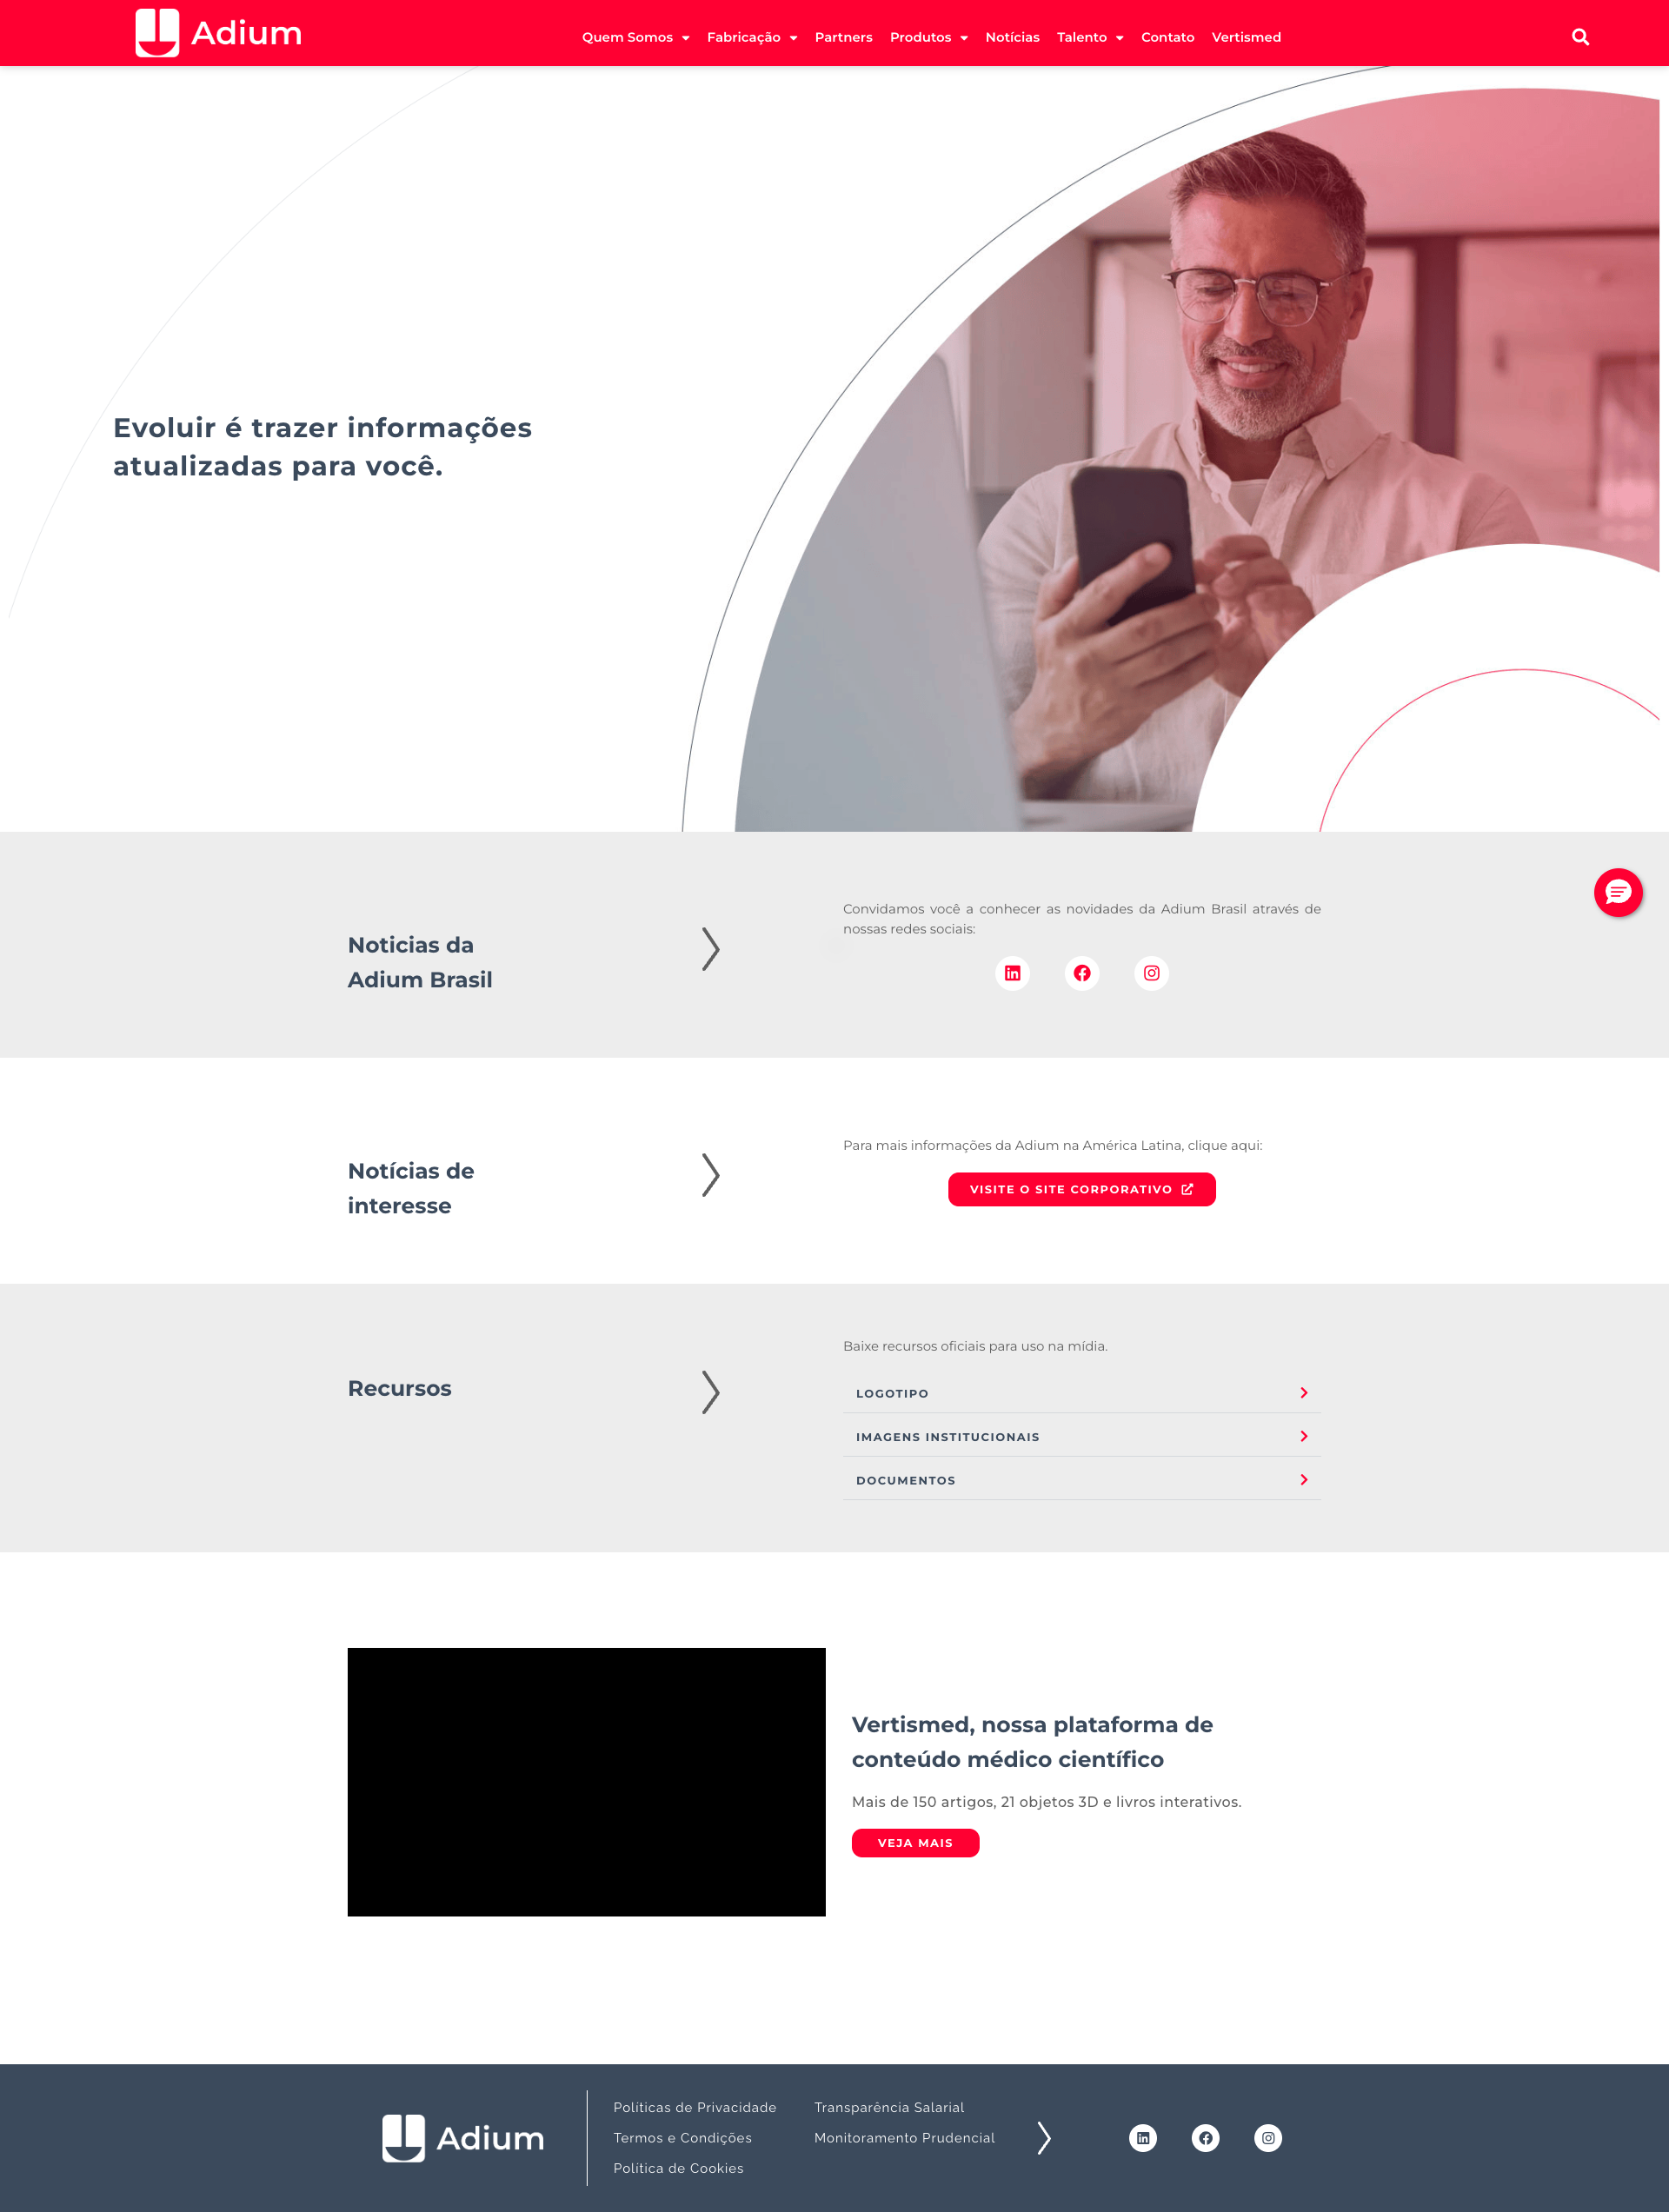 Adium
Quem Somos
Fabricação
Partners
Produtos
Notícias
Talento
Contato
Vertismed
Evoluir é trazer informações
atualizadas para você.
Noticias da
Adium Brasil
Convidamos você a conhecer as novidades da Adium Brasil através de
nossas redes sociais:
Notícias de
interesse
Para mais informações da Adium na América Latina, clique aqui:
VISITE O SITE CORPORATIVO
Recursos
Baixe recursos oficiais para uso na mídia.
LOGOTIPO
IMAGENS INSTITUCIONAIS
DOCUMENTOS
Vertismed, nossa plataforma de
conteúdo médico científico
Mais de 150 artigos, 21 objetos 3D e livros interativos.
VEJA MAIS
Adium
Políticas de Privacidade
Termos e Condições
Política de Cookies
Transparência Salarial
Monitoramento Prudencial